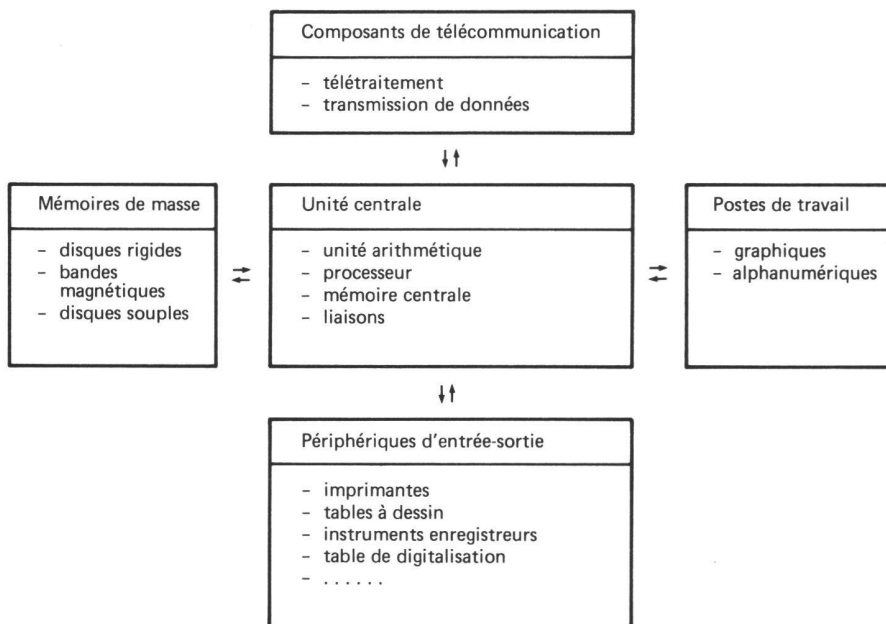 Composants de télécommunication
– télétraitement
– transmission de données
Mémoires de masse
– disques rigides
– bandes
magnétiques
– disques souples
Unité centrale
– unité arithmétique
– processeur
– mémoire centrale
– liaisons
Postes de travail
– graphiques
– alphanumériques
Périphériques d'entrée-sortie
– imprimantes
– tables à dessin
– instruments enregistreurs
– table de digitalisation
– . . . . . .